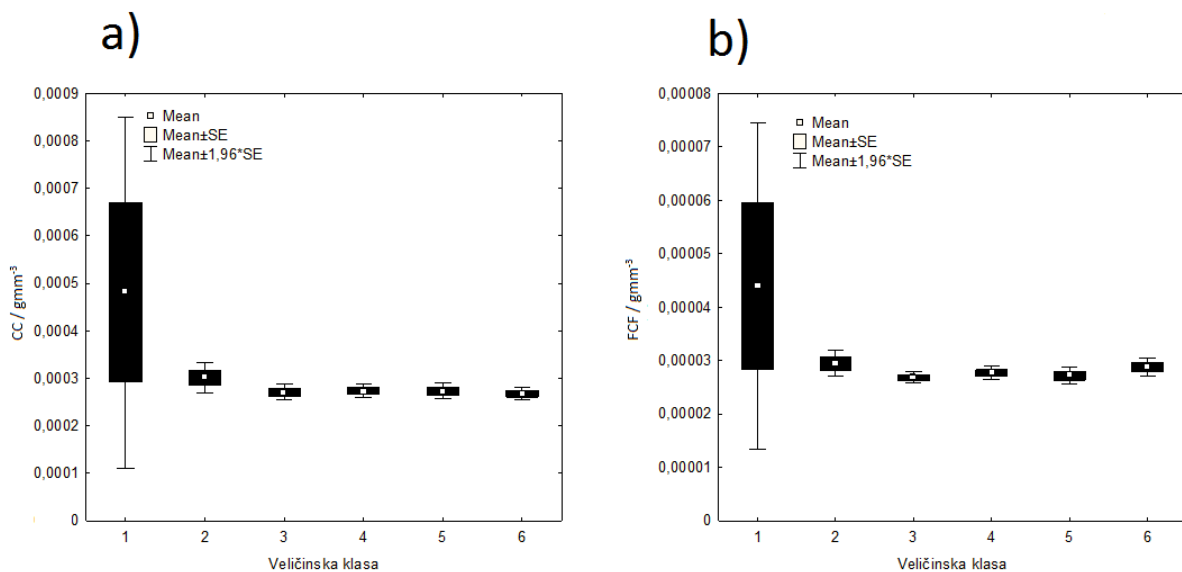 a)
0,0009
0,0008
0,0007
0,0006
0,0005
0,0004
0,0003
0,0002
0,0001
0
CC / gmm⁻³
Mean
Mean±SE
Mean±1,96*SE
1 2 3 4 5 6
Veličinska klasa
b)
0,00008
0,00007
0,00006
0,00005
0,00004
0,00003
0,00002
0,00001
0
FCF / gmm⁻³
Mean
Mean±SE
Mean±1,96*SE
1 2 3 4 5 6
Veličinska klasa